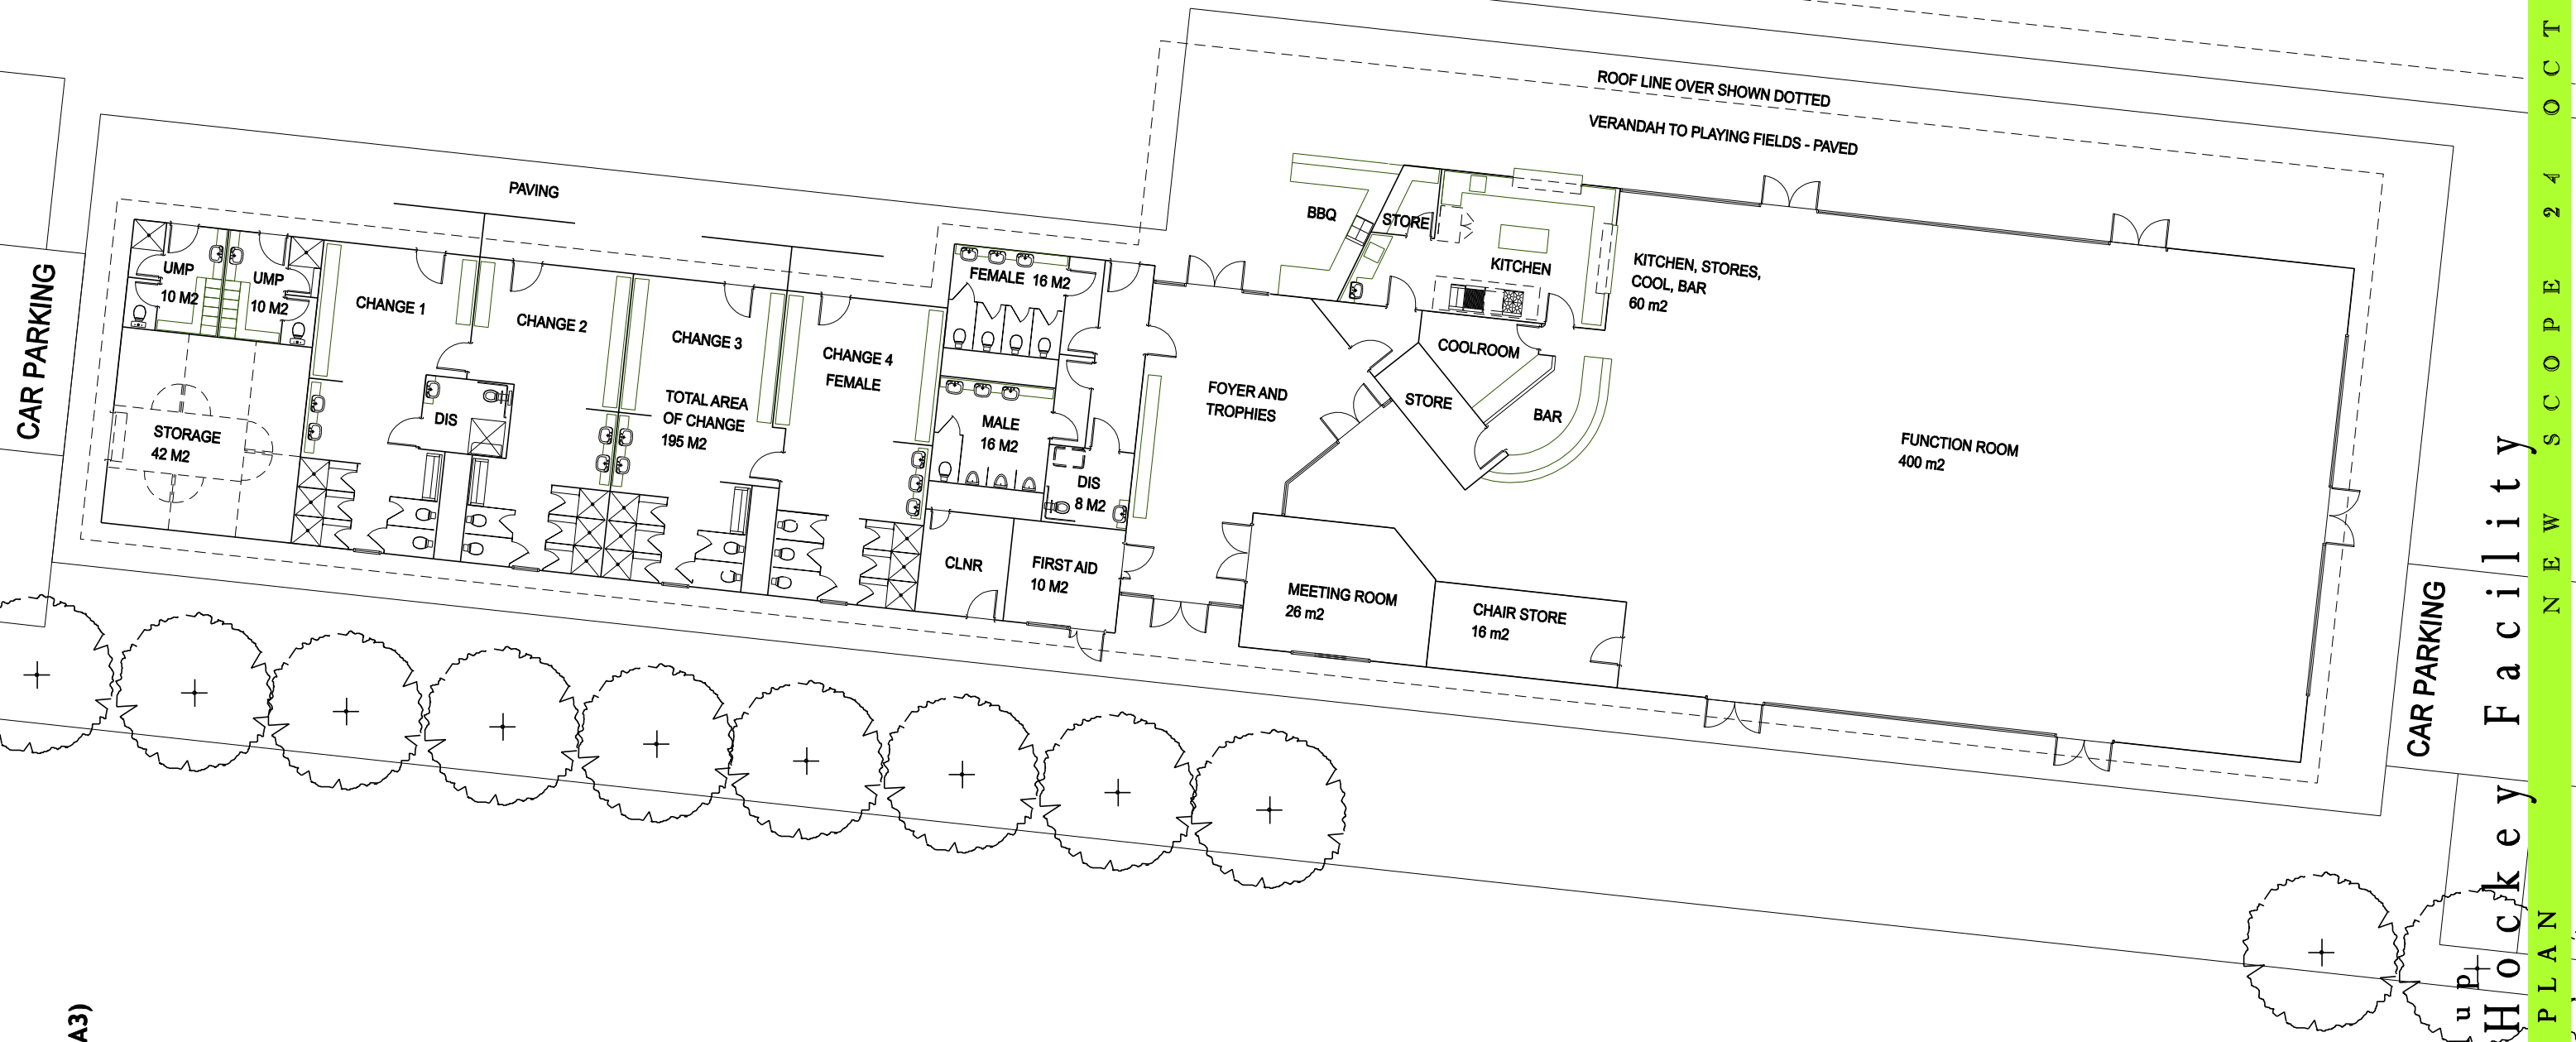 ROOF LINE OVER SHOWN DOTTED
VERANDAH TO PLAYING FIELDS - PAVED
PAVING
CAR PARKING
UMP
10 M2
UMP
10 M2
CHANGE 1
CHANGE 2
CHANGE 3
TOTAL AREA
OF CHANGE
195 M2
CHANGE 4
FEMALE
DIS
STORAGE
42 M2
FEMALE 16 M2
MALE
16 M2
DIS
8 M2
CLNR
FIRST AID
10 M2
FOYER AND
TROPHIES
BBQ
STORE
KITCHEN
KITCHEN, STORES,
COOL, BAR
60 m2
COOLROOM
STORE
BAR
FUNCTION ROOM
400 m2
MEETING ROOM
26 m2
CHAIR STORE
16 m2
CAR PARKING
A3)
up
Hockey Facility
PLAN
NEW SCOPE 24 OCT